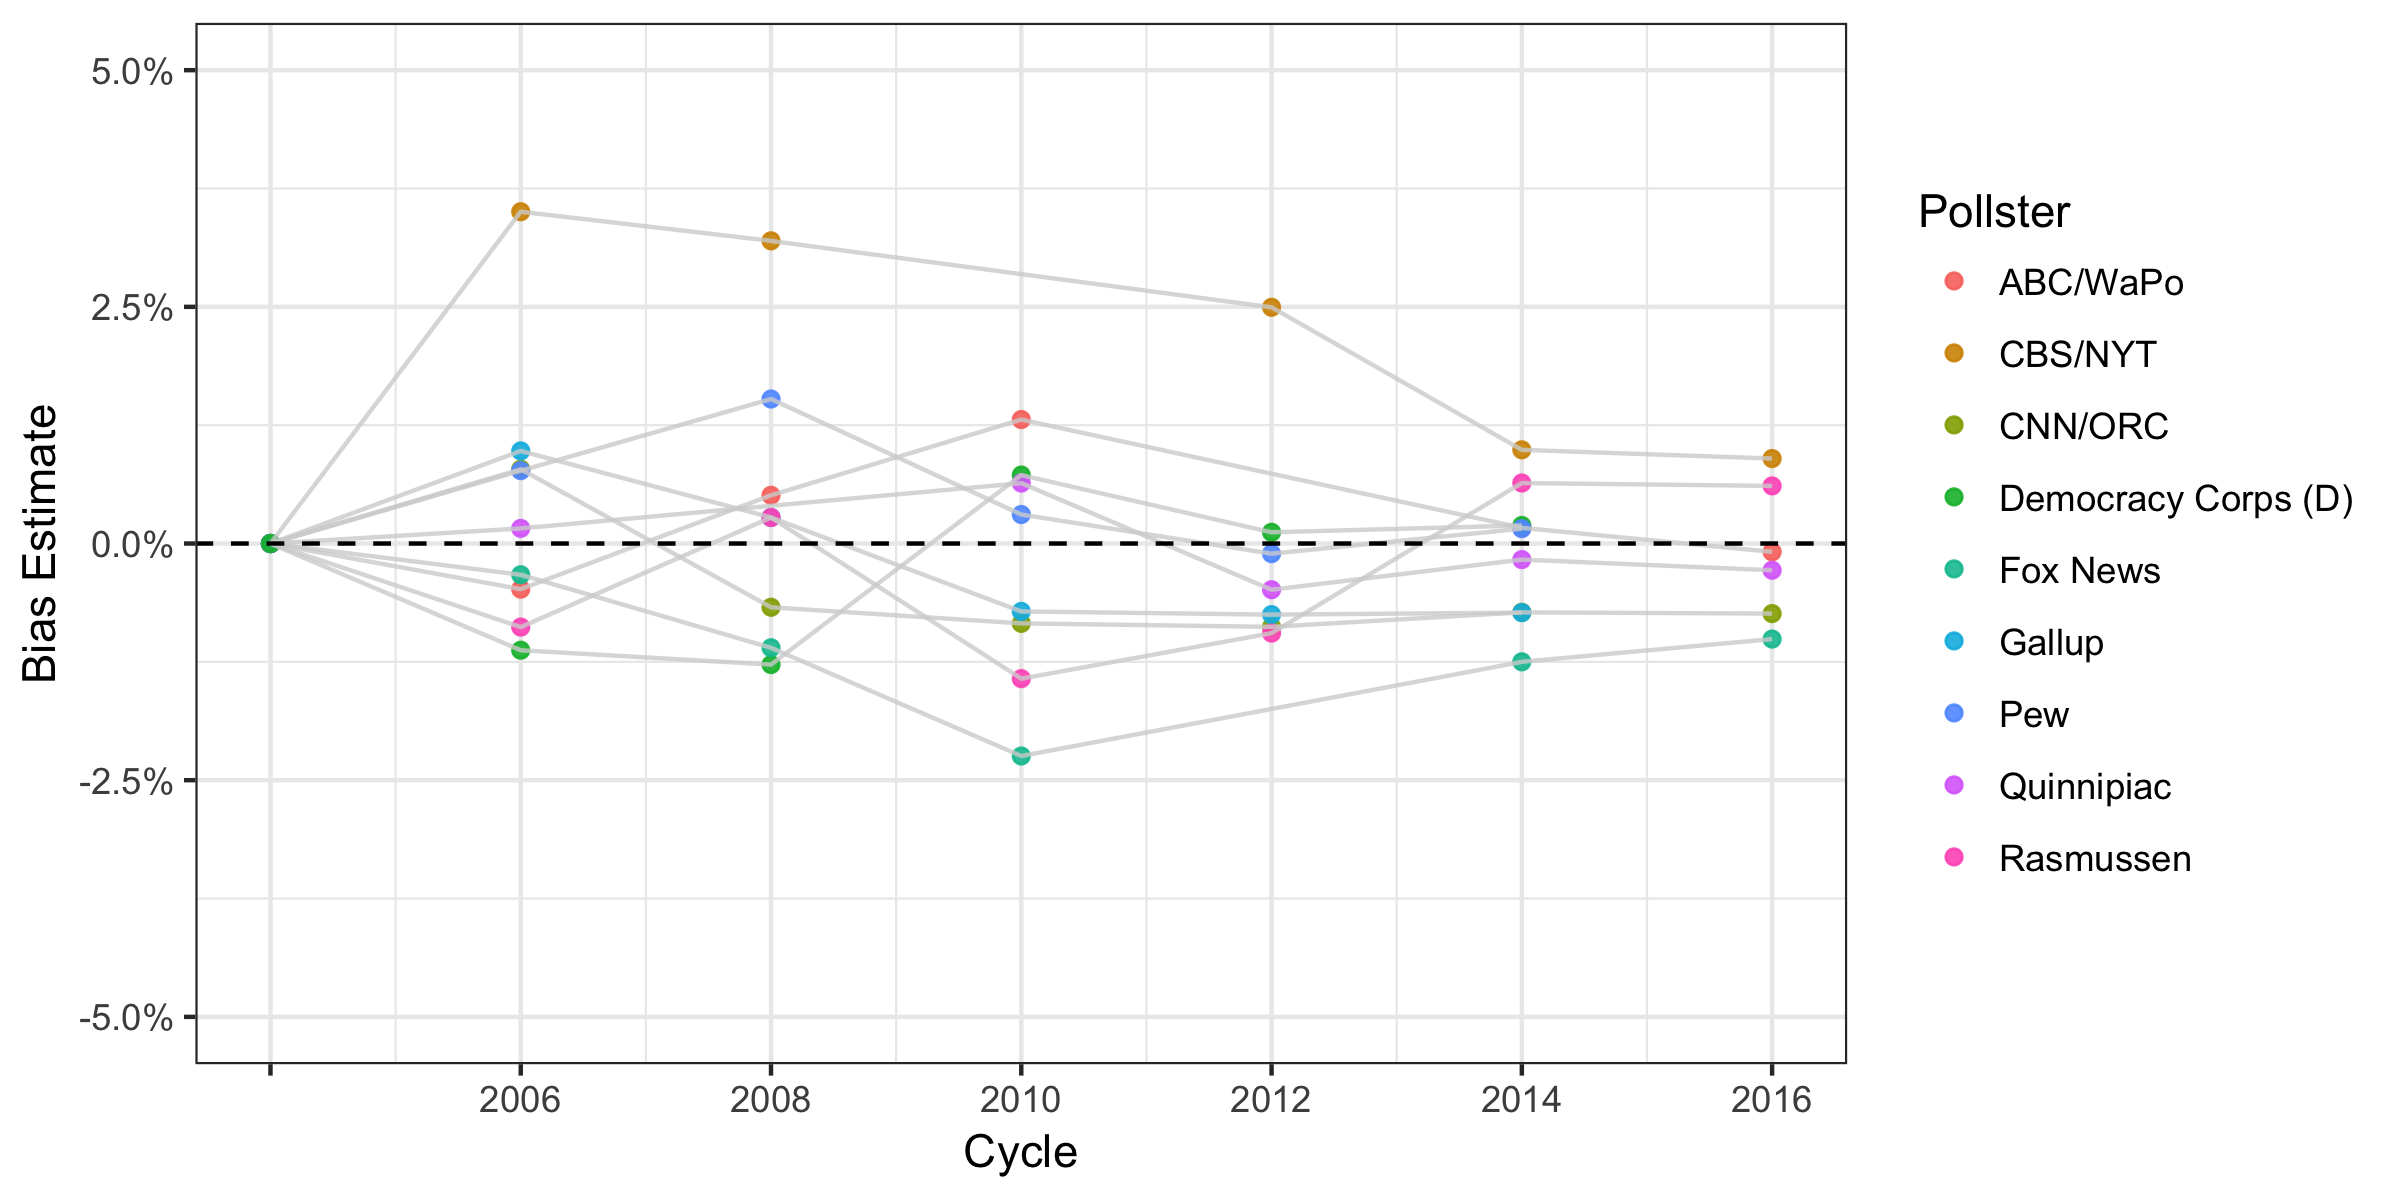 5.0%
2.5%
0.0%
-2.5%
-5.0%
Bias Estimate
2006 2008 2010 2012 2014 2016
Cycle
Pollster
ABC/WaPo
CBS/NYT
CNN/ORC
Democracy Corps (D)
Fox News
Gallup
Pew
Quinnipiac
Rasmussen